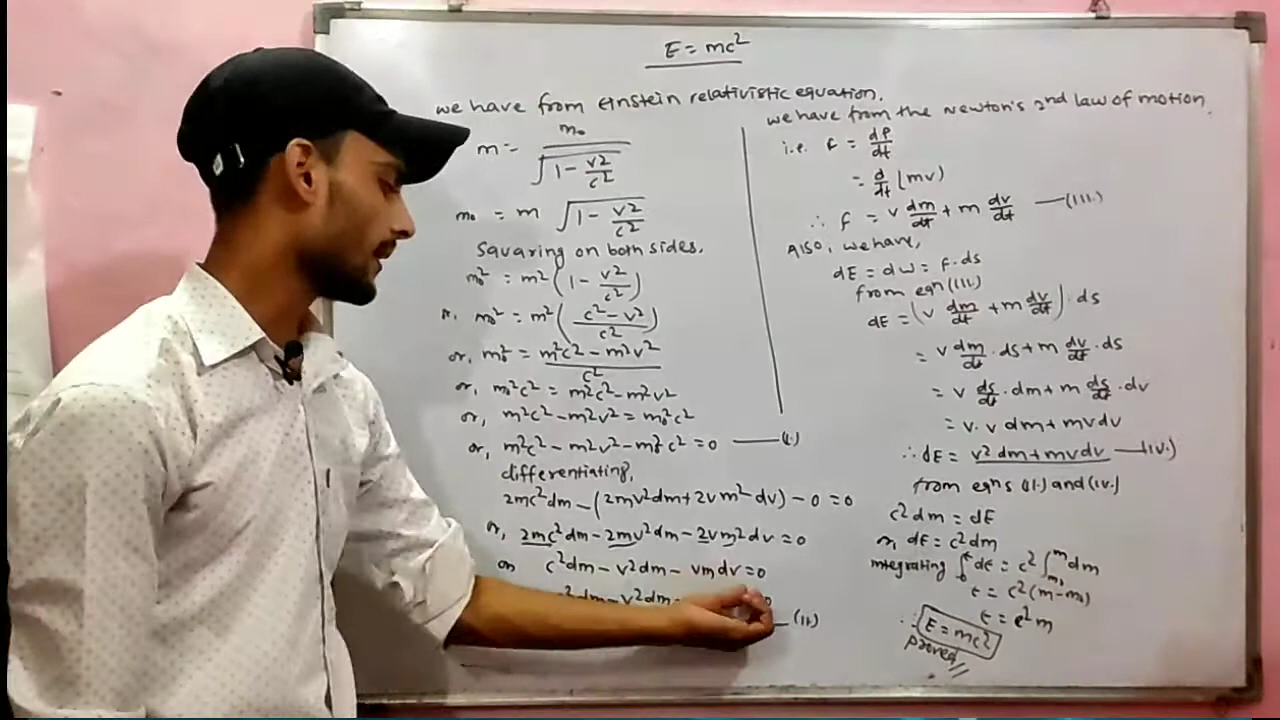 E = mc²
we have from einstein relativistic equation.
m = m₀ / √(1 - v²/c²)
m₀ = m √(1 - v²/c²)
Squaring on both sides.
m₀² = m² (1 - v²/c²)
or, m₀² = m² ((c² - v²)/c²)
or, m₀² = (m²c² - m²v²)/c²
or, m₀²c² = m²c² - m²v²
or, m²c² - m²v² = m₀²c²
or, m²c² - m²v² - m₀²c² = 0 —(I.)
differentiating,
2mc²dm - (2mv²dm + 2vm²dv) - 0 = 0
or, 2mc²dm - 2mv²dm - 2vm²dv = 0
or c²dm - v²dm - vmdv = 0
c²dm - v²dm -
—(II.)
we have from the Newton's 2nd law of motion.
i.e. F = dP/dt
= d/dt (mv)
∴ F = v dm/dt + m dv/dt —(III.)
Also, we have,
dE = dw = F·ds
from eqn (III.)
dE = (v dm/dt + m dv/dt) · ds
= v dm/dt · ds + m dv/dt · ds
= v ds/dt · dm + m ds/dt · dv
= v·v dm + mvdv
∴ dE = v²dm + mvdv —(IV.)
from eqns (II.) and (IV.)
c²dm = dE
or, dE = c²dm
integrating ∫₀ᴱ dE = c² ∫ₘ₀ᵐ dm
E = c²(m - m₀)
E = c²m
∴ E = mc²
proved//